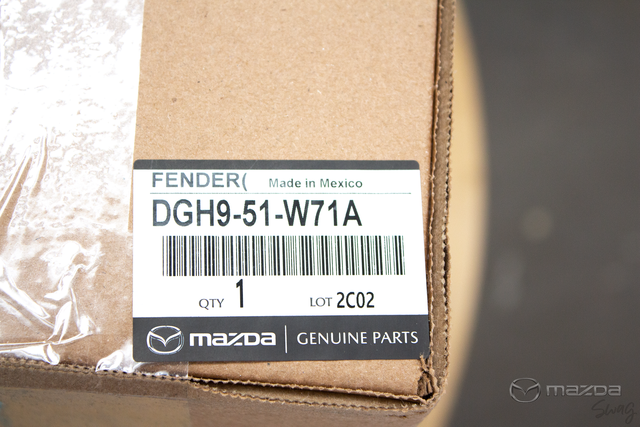 FENDER( Made in Mexico
DGH9-51-W71A
QTY 1 LOT 2C02
mazda GENUINE PARTS
mazda
Swag